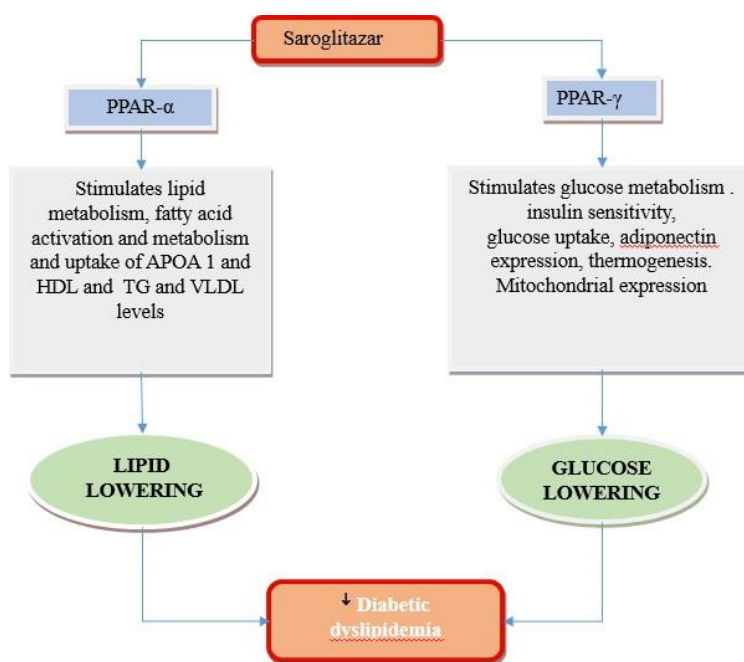 Saroglitazar
PPAR-α
PPAR-γ
Stimulates lipid
metabolism, fatty acid
activation and metabolism
and uptake of APOA 1 and
HDL and TG and VLDL
levels
Stimulates glucose metabolism .
insulin sensitivity,
glucose uptake, adiponectin
expression, thermogenesis.
Mitochondrial expression
LIPID
LOWERING
GLUCOSE
LOWERING
↓ Diabetic
dyslipidemia